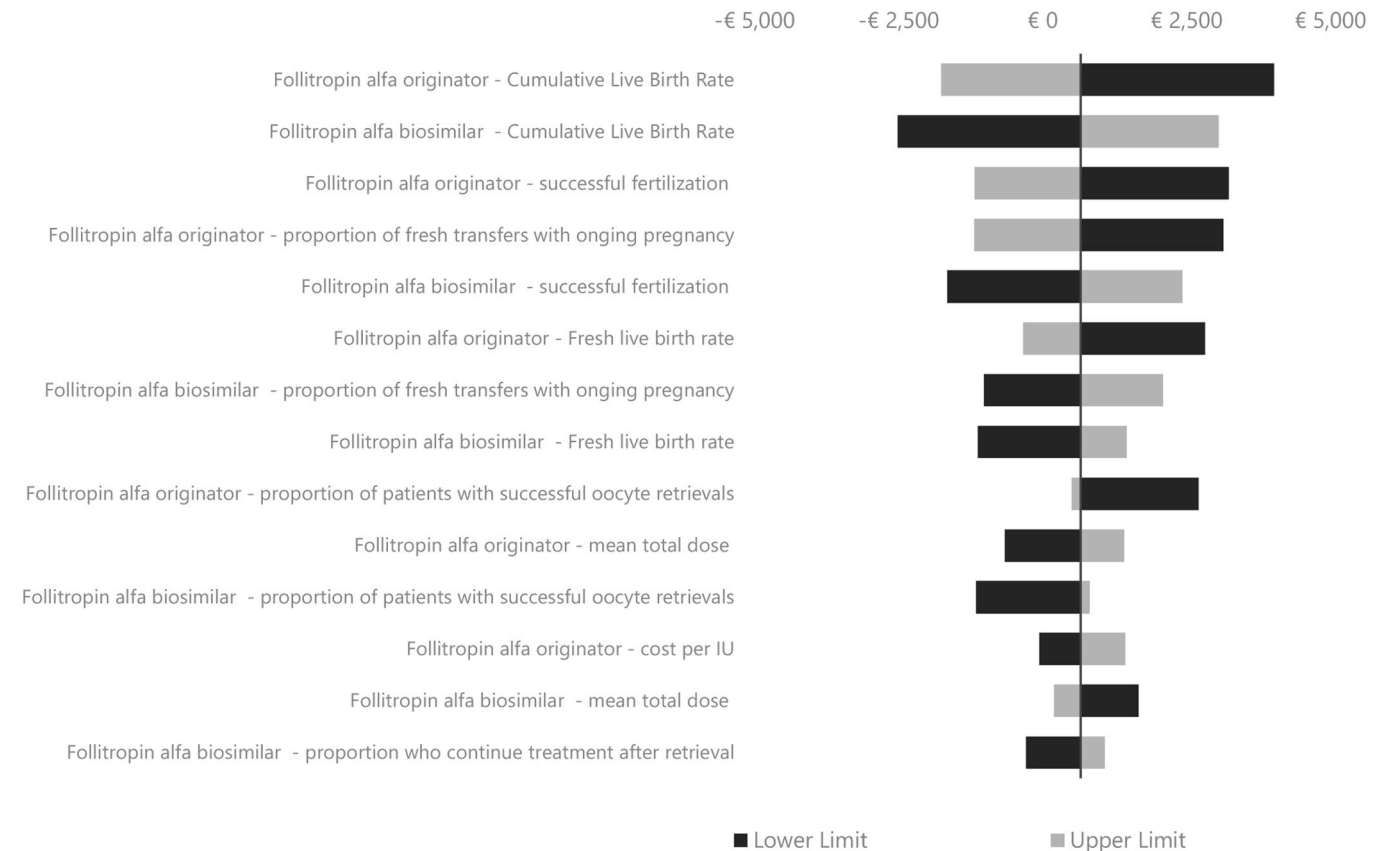 -€ 5,000 -€ 2,500 € 0 € 2,500 € 5,000
Follitropin alfa originator - Cumulative Live Birth Rate
Follitropin alfa biosimilar - Cumulative Live Birth Rate
Follitropin alfa originator - successful fertilization
Follitropin alfa originator - proportion of fresh transfers with onging pregnancy
Follitropin alfa biosimilar - successful fertilization
Follitropin alfa originator - Fresh live birth rate
Follitropin alfa biosimilar - proportion of fresh transfers with onging pregnancy
Follitropin alfa biosimilar - Fresh live birth rate
Follitropin alfa originator - proportion of patients with successful oocyte retrievals
Follitropin alfa originator - mean total dose
Follitropin alfa biosimilar - proportion of patients with successful oocyte retrievals
Follitropin alfa originator - cost per IU
Follitropin alfa biosimilar - mean total dose
Follitropin alfa biosimilar - proportion who continue treatment after retrieval
Lower Limit Upper Limit